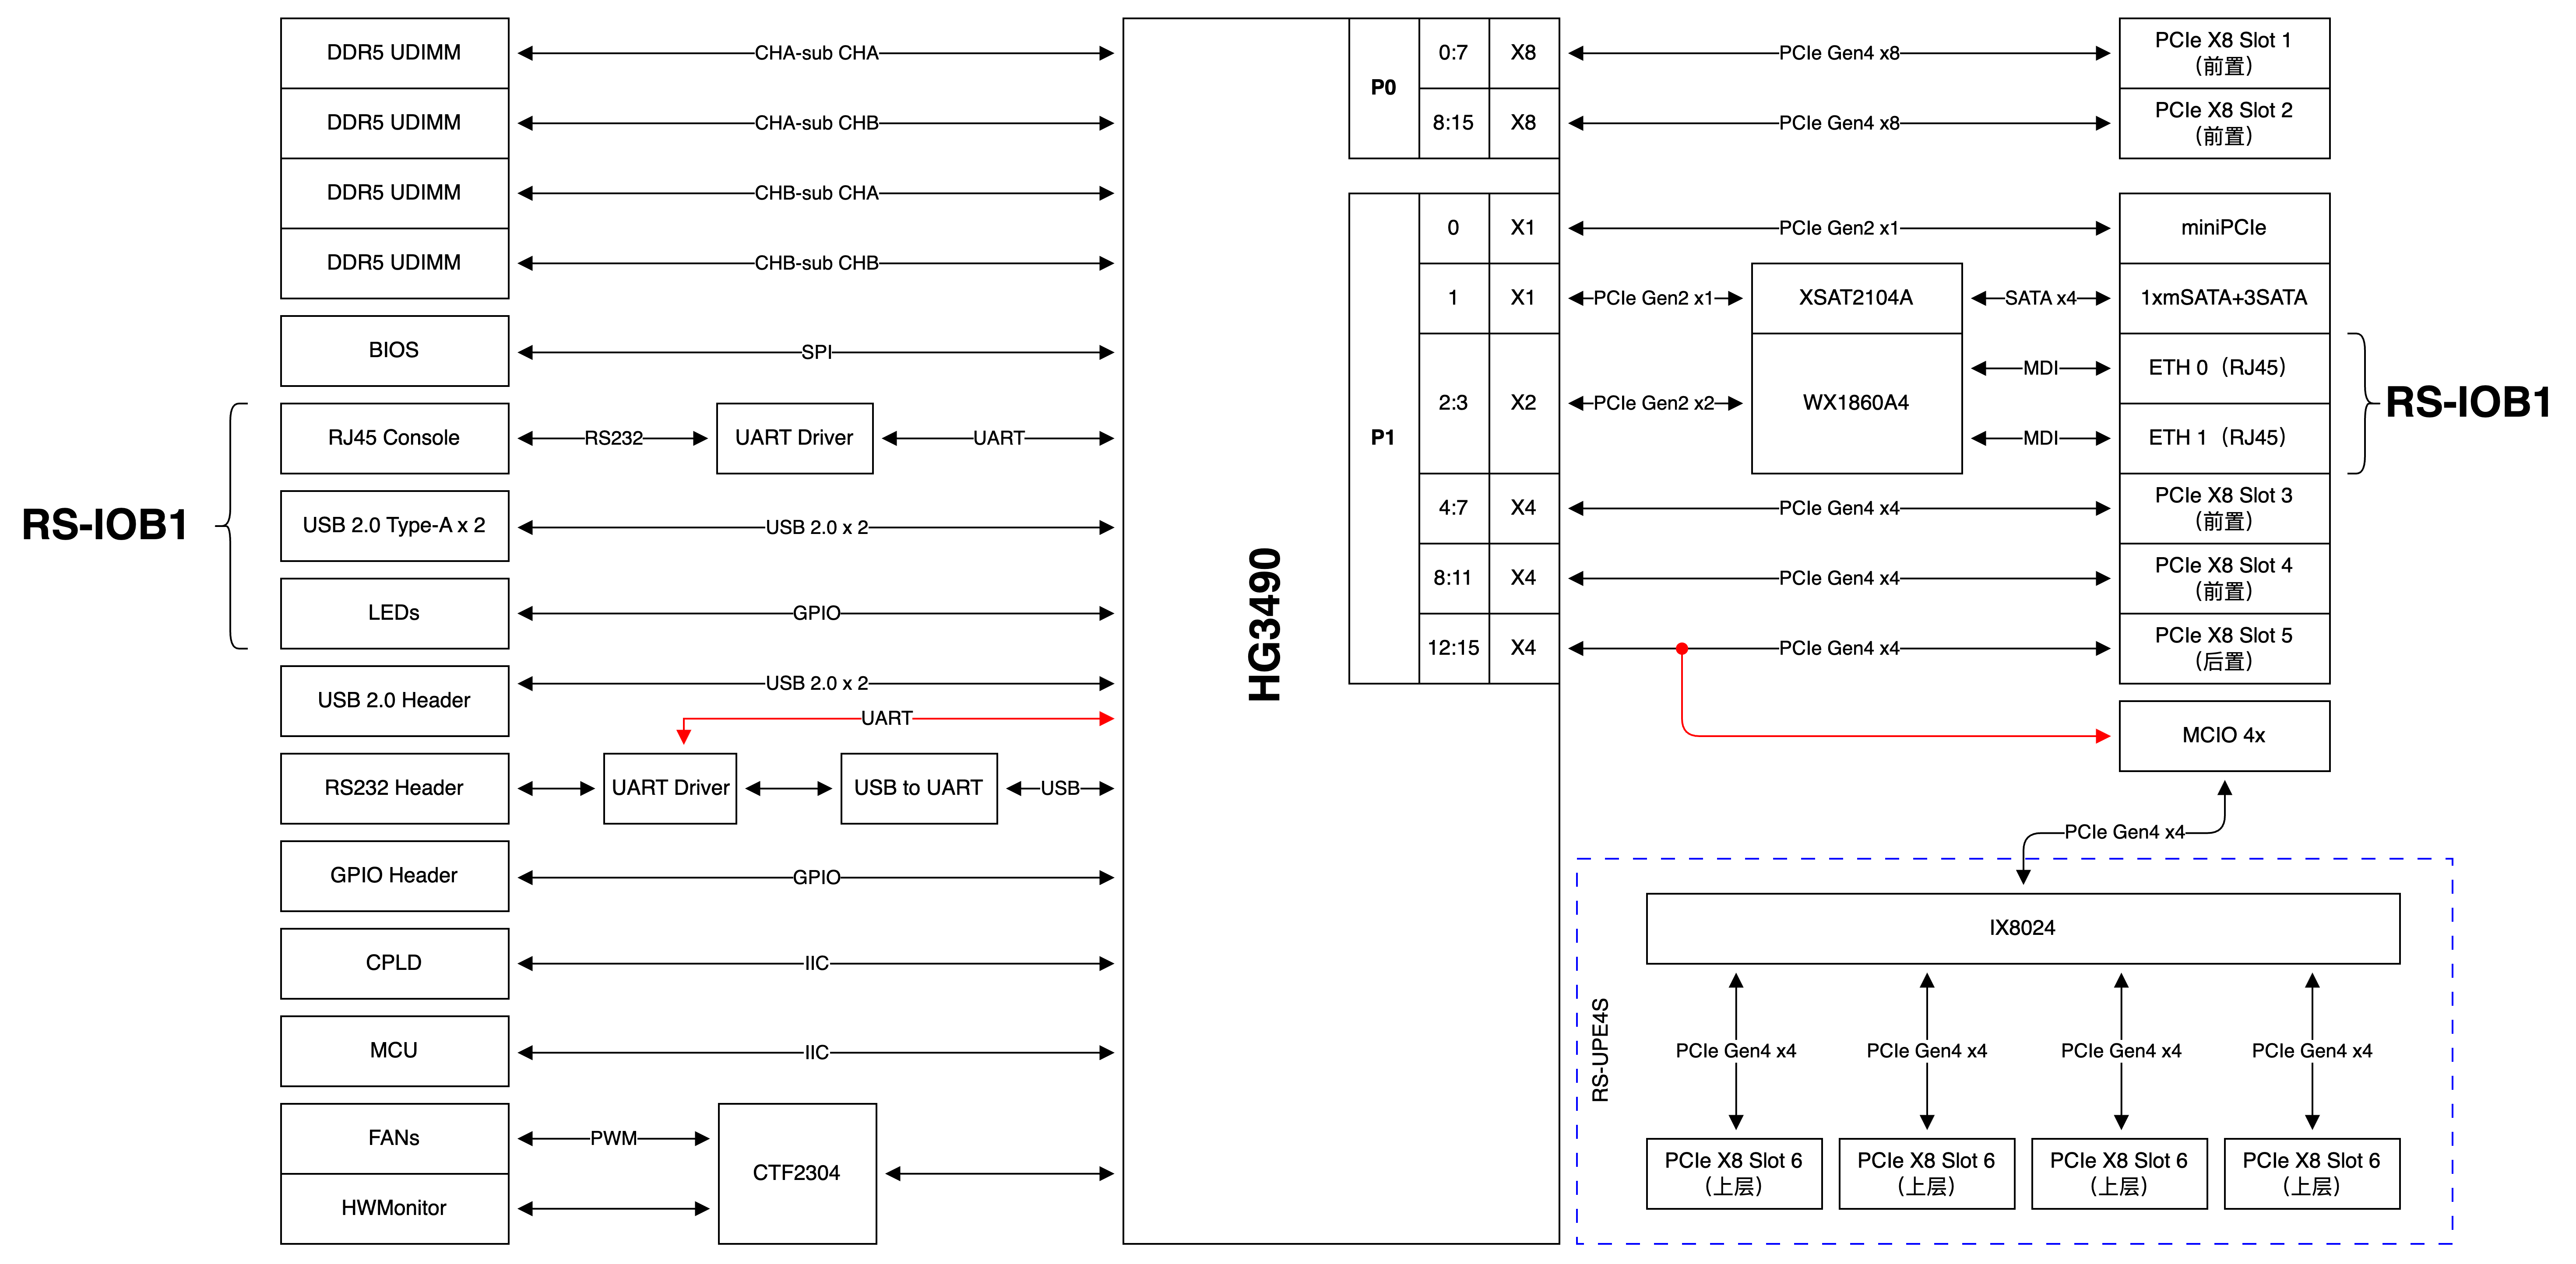 DDR5 UDIMM
CHA-sub CHA
DDR5 UDIMM
CHA-sub CHB
DDR5 UDIMM
CHB-sub CHA
DDR5 UDIMM
CHB-sub CHB
BIOS
SPI
RS-IOB1
RJ45 Console
RS232
UART Driver
UART
USB 2.0 Type-A x 2
USB 2.0 x 2
LEDs
GPIO
USB 2.0 Header
USB 2.0 x 2
UART
RS232 Header
UART Driver
USB to UART
USB
GPIO Header
GPIO
CPLD
IIC
MCU
IIC
FANs
PWM
HWMonitor
CTF2304
HG3490
P0
0:7
X8
PCIe Gen4 x8
PCIe X8 Slot 1
（前置）
8:15
X8
PCIe Gen4 x8
PCIe X8 Slot 2
（前置）
P1
0
X1
PCIe Gen2 x1
miniPCIe
1
X1
PCIe Gen2 x1
XSAT2104A
SATA x4
1xmSATA+3SATA
2:3
X2
PCIe Gen2 x2
WX1860A4
MDI
ETH 0（RJ45）
MDI
ETH 1（RJ45）
RS-IOB1
4:7
X4
PCIe Gen4 x4
PCIe X8 Slot 3
（前置）
8:11
X4
PCIe Gen4 x4
PCIe X8 Slot 4
（前置）
12:15
X4
PCIe Gen4 x4
PCIe X8 Slot 5
（后置）
MCIO 4x
PCIe Gen4 x4
RS-UPE4S
IX8024
PCIe Gen4 x4
PCIe Gen4 x4
PCIe Gen4 x4
PCIe Gen4 x4
PCIe X8 Slot 6
（上层）
PCIe X8 Slot 6
（上层）
PCIe X8 Slot 6
（上层）
PCIe X8 Slot 6
（上层）